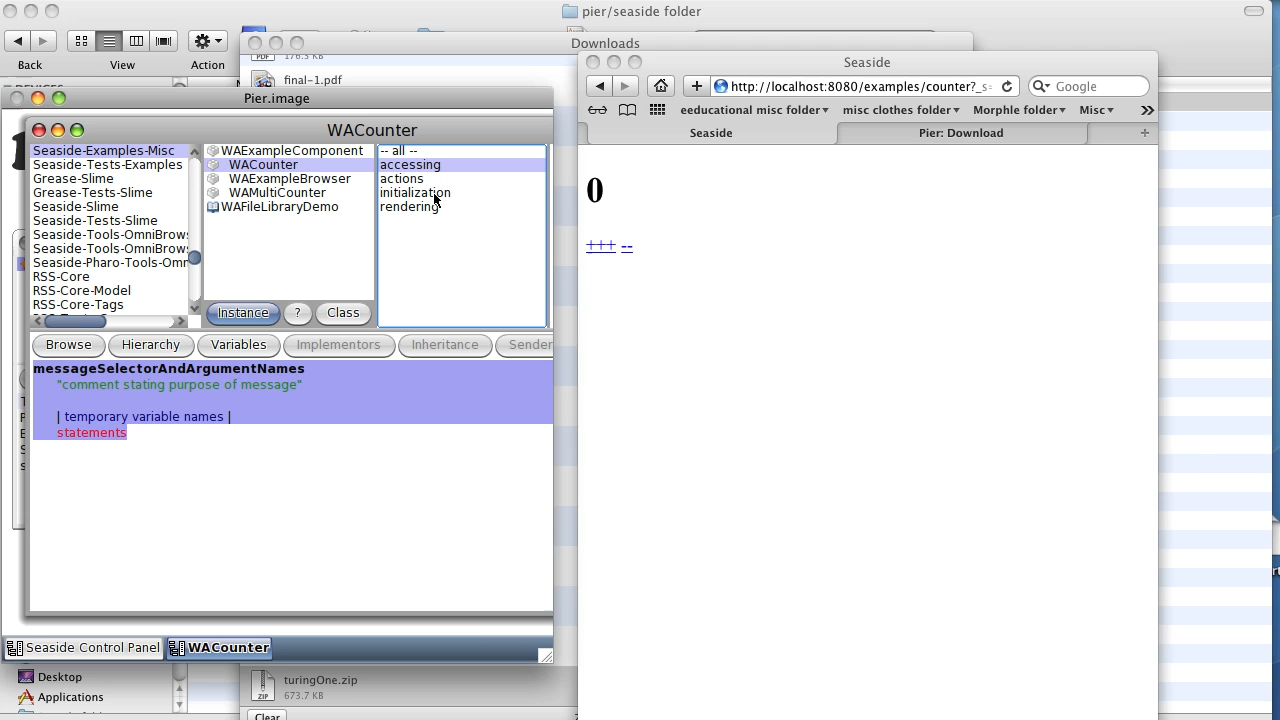 pier/seaside folder
Back
View
Action
Downloads
final-1.pdf
Pier.image
WACounter
Seaside-Examples-Misc
Seaside-Tests-Examples
Grease-Slime
Grease-Tests-Slime
Seaside-Slime
Seaside-Tests-Slime
Seaside-Tools-OmniBrow
Seaside-Tools-OmniBrow
Seaside-Pharo-Tools-Omn
RSS-Core
RSS-Core-Model
RSS-Core-Tags
WAExampleComponent
WACounter
WAExampleBrowser
WAMultiCounter
WAFileLibraryDemo
Instance
?
Class
-- all --
accessing
actions
initialization
rendering
Browse
Hierarchy
Variables
Implementors
Inheritance
Sender
messageSelectorAndArgumentNames
"comment stating purpose of message"
| temporary variable names |
statements
Seaside Control Panel
WACounter
Desktop
Applications
turingOne.zip
673.7 KB
ZIP
Clear
Seaside
http://localhost:8080/examples/counter?_s
Google
eeducational misc folder
misc clothes folder
Morphle folder
Misc
Seaside
Pier: Download
0
+++ --